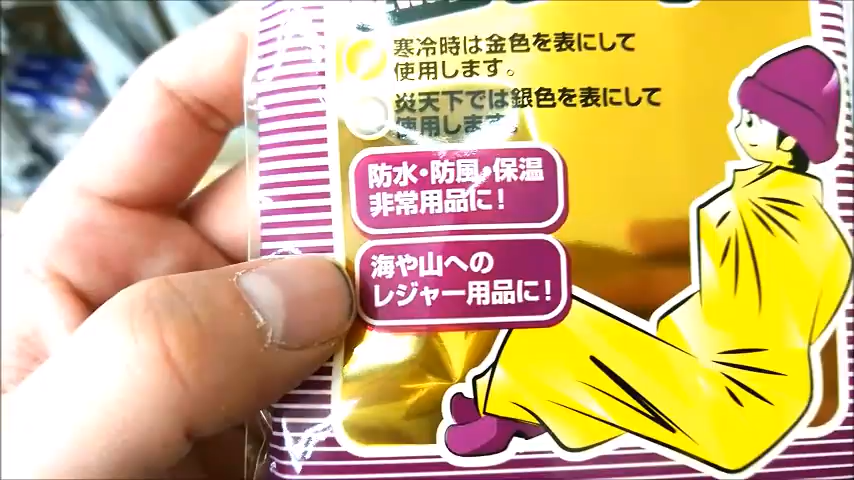 寒冷時は金色を表にして
使用します。
炎天下では銀色を表にして
使用します。
防水・防風・保温
非常用品に!
海や山への
レジャー用品に!